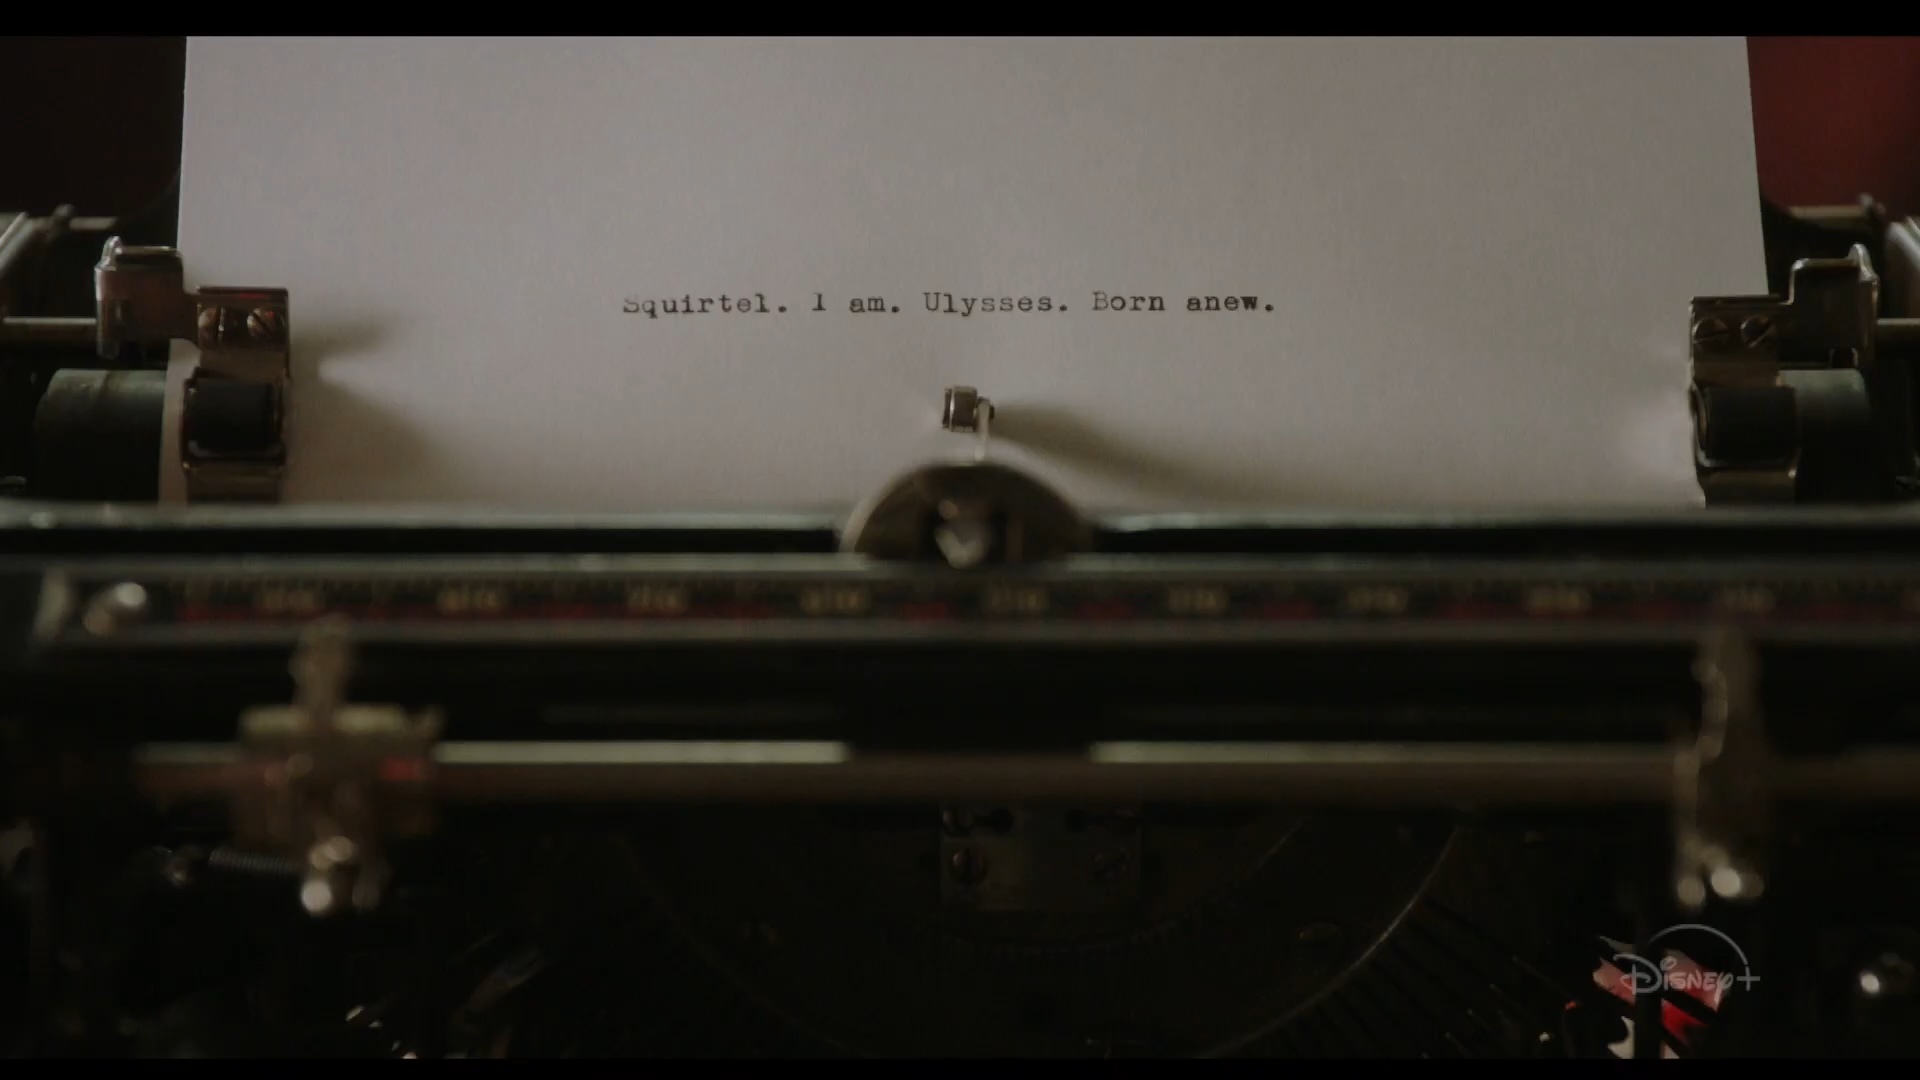 Squirtel. I am. Ulysses. Born anew.
Disney+